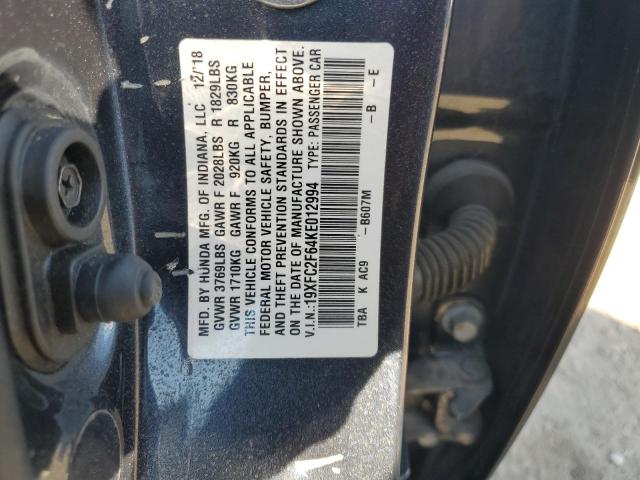 MFD. BY HONDA MFG. OF INDIANA, LLC 12/18
GVWR 3769LBS GAWR F 2028LBS R 1829LBS
GVWR 1710KG GAWR F 920KG R 830KG
THIS VEHICLE CONFORMS TO ALL APPLICABLE
FEDERAL MOTOR VEHICLE SAFETY, BUMPER,
AND THEFT PREVENTION STANDARDS IN EFFECT
ON THE DATE OF MANUFACTURE SHOWN ABOVE.
V.I.N.:19XFC2F64KE012994 TYPE: PASSENGER CAR
TBA K AC9 -B607M -B -E